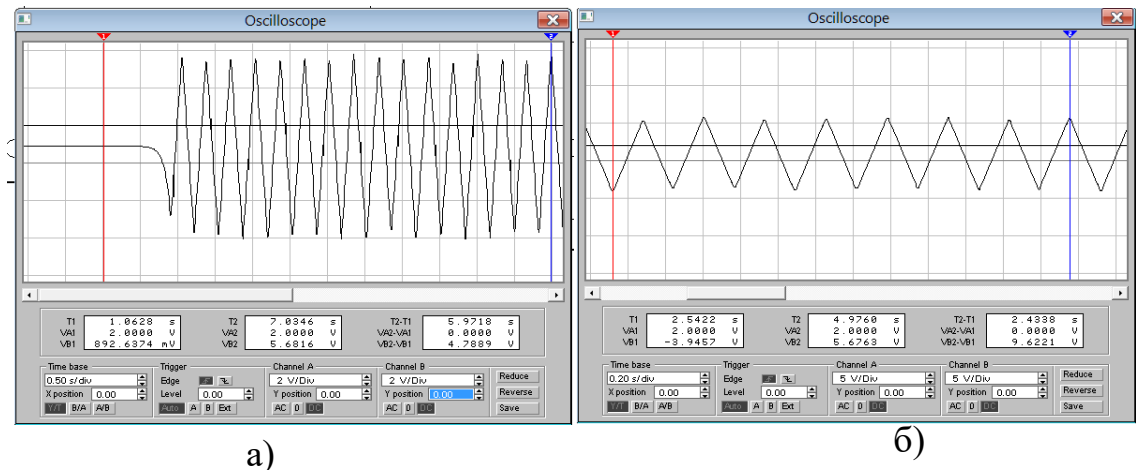 Oscilloscope
1
2
T1 1.0628 s
VA1 2.0000 V
VB1 892.6374 mV
T2 7.0346 s
VA2 2.0000 V
VB2 5.6816 V
T2-T1 5.9718 s
VA2-VA1 0.0000 V
VB2-VB1 4.7889 V
Time base
0.50 s/div
X position 0.00
Y/T B/A A/B
Trigger
Edge
Level 0.00
Auto A B Ext
Channel A
2 V/Div
Y position 0.00
AC 0 DC
Channel B
2 V/Div
Y position 0.00
AC 0 DC
Reduce
Reverse
Save
а)
Oscilloscope
1
2
T1 2.5422 s
VA1 2.0000 V
VB1 -3.9457 V
T2 4.9760 s
VA2 2.0000 V
VB2 5.6763 V
T2-T1 2.4338 s
VA2-VA1 0.0000 V
VB2-VB1 9.6221 V
Time base
0.20 s/div
X position 0.00
Y/T B/A A/B
Trigger
Edge
Level 0.00
Auto A B Ext
Channel A
5 V/Div
Y position 0.00
AC 0 DC
Channel B
5 V/Div
Y position 0.00
AC 0 DC
Reduce
Reverse
Save
б)